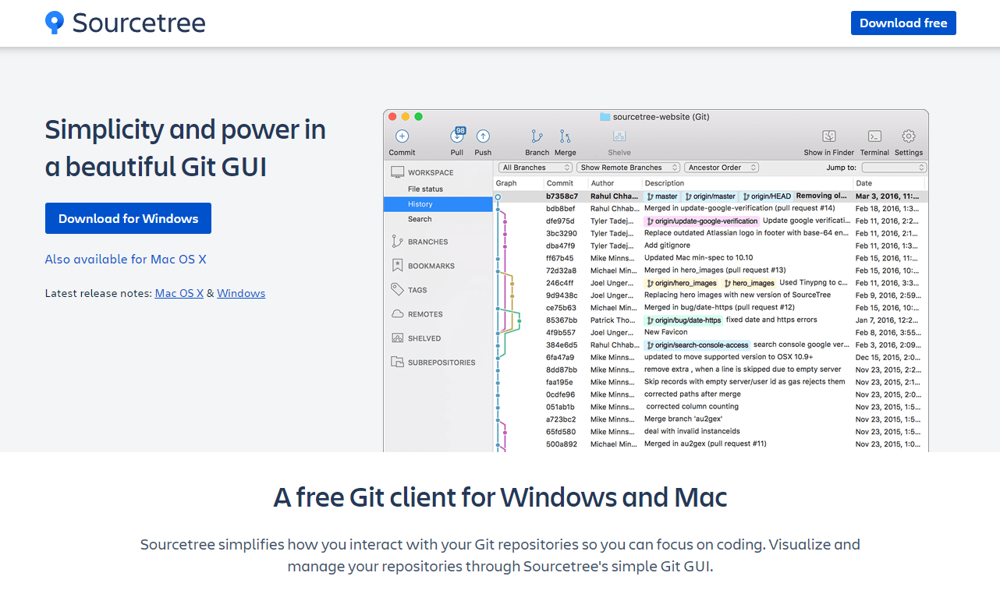 Sourcetree
Download free
Simplicity and power in
a beautiful Git GUI
Download for Windows
Also available for Mac OS X
Latest release notes: Mac OS X & Windows
sourcetree-website (Git)
98
Commit Pull Push Branch Merge Shelve Show in Finder Terminal Settings
All Branches Show Remote Branches Ancestor Order Jump to:
WORKSPACE
File status
History
Search
BRANCHES
BOOKMARKS
TAGS
REMOTES
SHELVED
SUBREPOSITORIES
Graph Commit Author Description Date
b7358c7 Rahul Chha... master origin/master origin/HEAD Removing ol... Mar 3, 2016, 11:...
bdb8bef Rahul Chhab... Merged in update-google-verification (pull request #14) Feb 18, 2016, 1:3...
dfe975d Tyler Tadej... origin/update-google-verification Update google verificati... Feb 11, 2016, 2:2...
3bc3290 Tyler Tadej... Replace outdated Atlassian logo in footer with base-64 en... Feb 11, 2016, 2:1...
dba47f9 Tyler Tadej... Add gitignore Feb 11, 2016, 1:3...
ff67b45 Mike Minns... Updated Mac min-spec to 10.10 Feb 15, 2016, 11:...
72d32a8 Michael Min... Merged in hero_images (pull request #13) Feb 15, 2016, 10:...
246c4ff Joel Unger... origin/hero_images hero_images Used Tinypng to c... Feb 11, 2016, 3:3...
9d9438c Joel Unger... Replacing hero images with new version of SourceTree Feb 9, 2016, 2:59...
ce75b63 Michael Min... Merged in bug/date-https (pull request #12) Feb 15, 2016, 10:...
85367bb Patrick Tho... origin/bug/date-https fixed date and https errors Jan 7, 2016, 12:2...
4f9b557 Joel Unger... New Favicon Feb 8, 2016, 3:55...
384e6d5 Rahul Chhab... origin/search-console-access search console google ver... Feb 3, 2016, 2:09...
6fa47a9 Mike Minns... updated to move supported version to OSX 10.9+ Dec 15, 2015, 2:0...
8dd87bb Mike Minns... remove extra , when a line is skipped due to empty server Nov 23, 2015, 2:2...
faa195e Mike Minns... Skip records with empty server/user id as gas rejects them Nov 23, 2015, 2:1...
0cdfe96 Mike Minns... corrected paths after merge Nov 23, 2015, 2:0...
051ab1b Mike Minns... corrected column counting Nov 23, 2015, 1:5...
a723bc2 Mike Minns... Merge branch 'au2gex' Nov 23, 2015, 1:5...
65fd580 Mike Minns... deal with invalid instanceids Nov 23, 2015, 1:5...
500a892 Michael Min... Merged in au2gex (pull request #11) Nov 23, 2015, 1:0...
A free Git client for Windows and Mac
Sourcetree simplifies how you interact with your Git repositories so you can focus on coding. Visualize and
manage your repositories through Sourcetree's simple Git GUI.